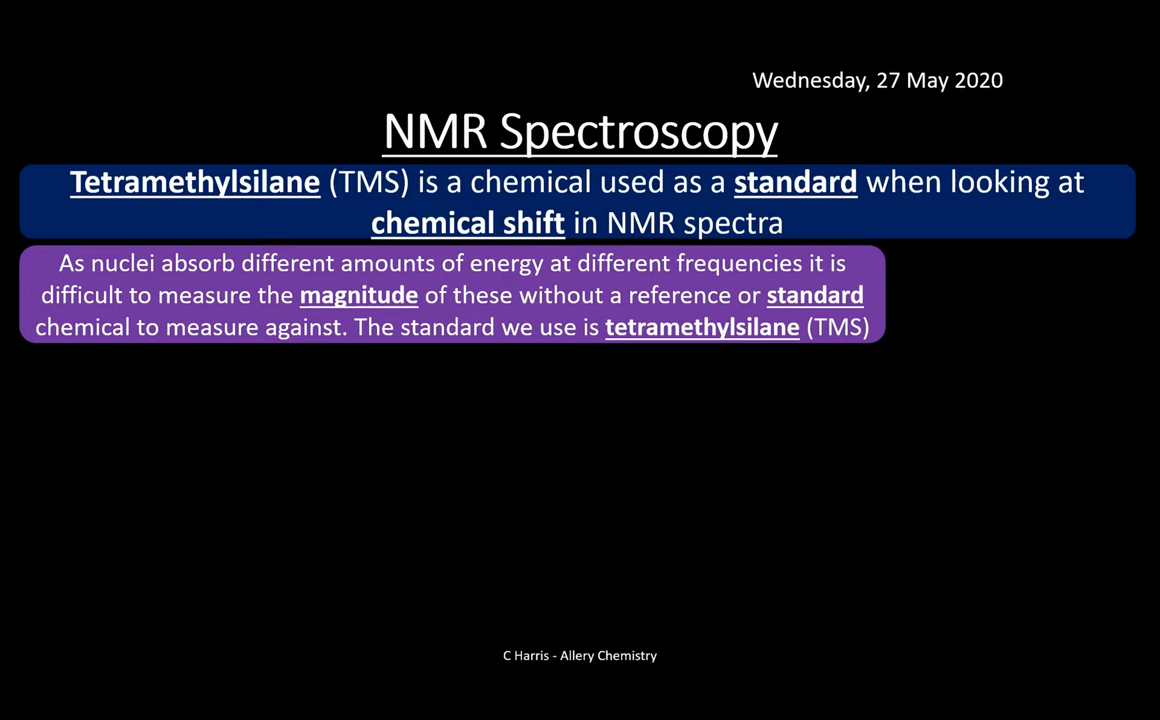 Wednesday, 27 May 2020
NMR Spectroscopy
Tetramethylsilane (TMS) is a chemical used as a standard when looking at
chemical shift in NMR spectra
As nuclei absorb different amounts of energy at different frequencies it is
difficult to measure the magnitude of these without a reference or standard
chemical to measure against. The standard we use is tetramethylsilane (TMS)
C Harris - Allery Chemistry